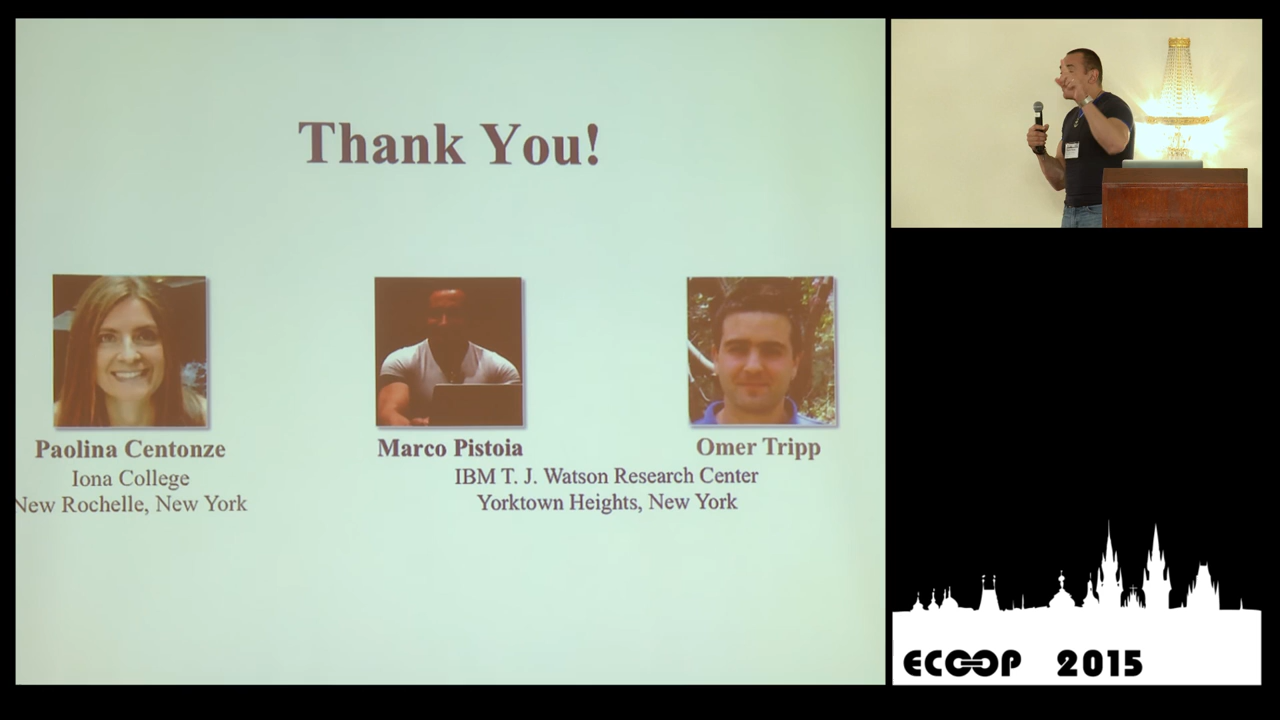 Thank You!
Paolina Centonze
Iona College
New Rochelle, New York
Marco Pistoia
Omer Tripp
IBM T. J. Watson Research Center
Yorktown Heights, New York
ECOOP 2015